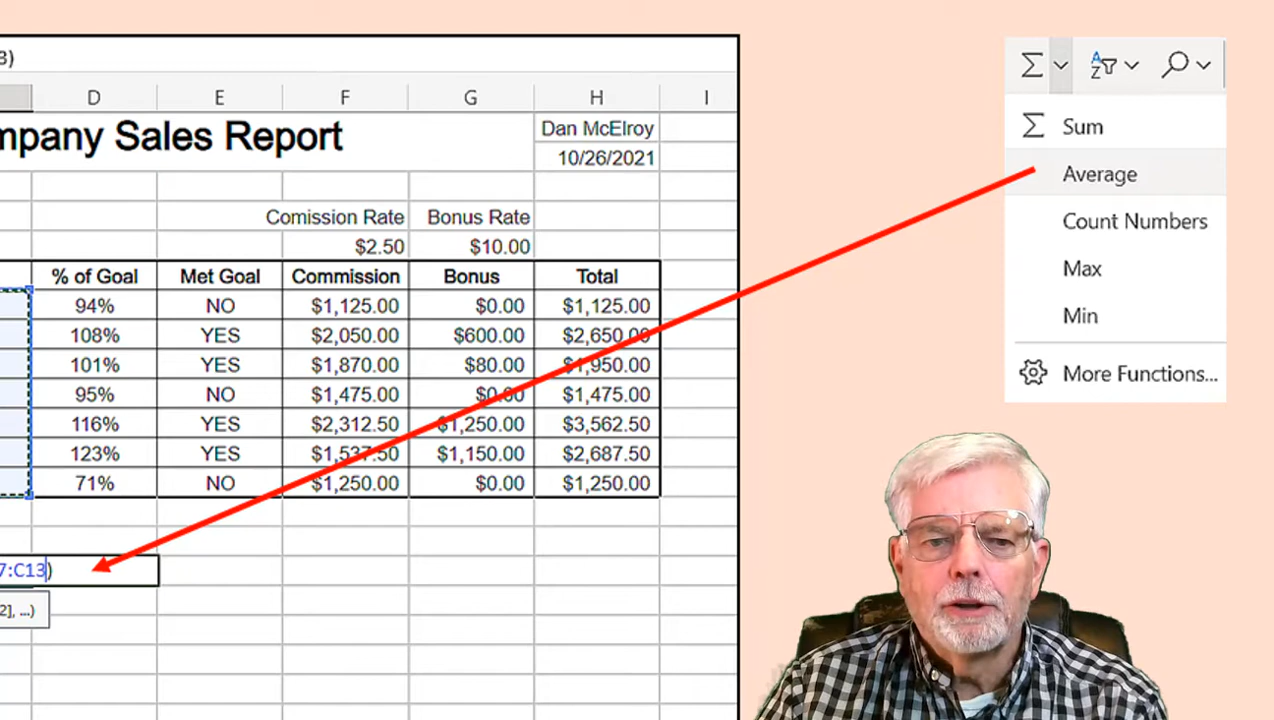 3)
D E F G H I
mpany Sales Report
Dan McElroy
10/26/2021
Comission Rate Bonus Rate
$2.50 $10.00
% of Goal Met Goal Commission Bonus Total
94% NO $1,125.00 $0.00 $1,125.00
108% YES $2,050.00 $600.00 $2,650.00
101% YES $1,870.00 $80.00 $1,950.00
95% NO $1,475.00 $0.00 $1,475.00
116% YES $2,312.50 $1,250.00 $3,562.50
123% YES $1,537.50 $1,150.00 $2,687.50
71% NO $1,250.00 $0.00 $1,250.00
7:C13)
2], ...)
Σ AZ
Σ Sum
Average
Count Numbers
Max
Min
More Functions...